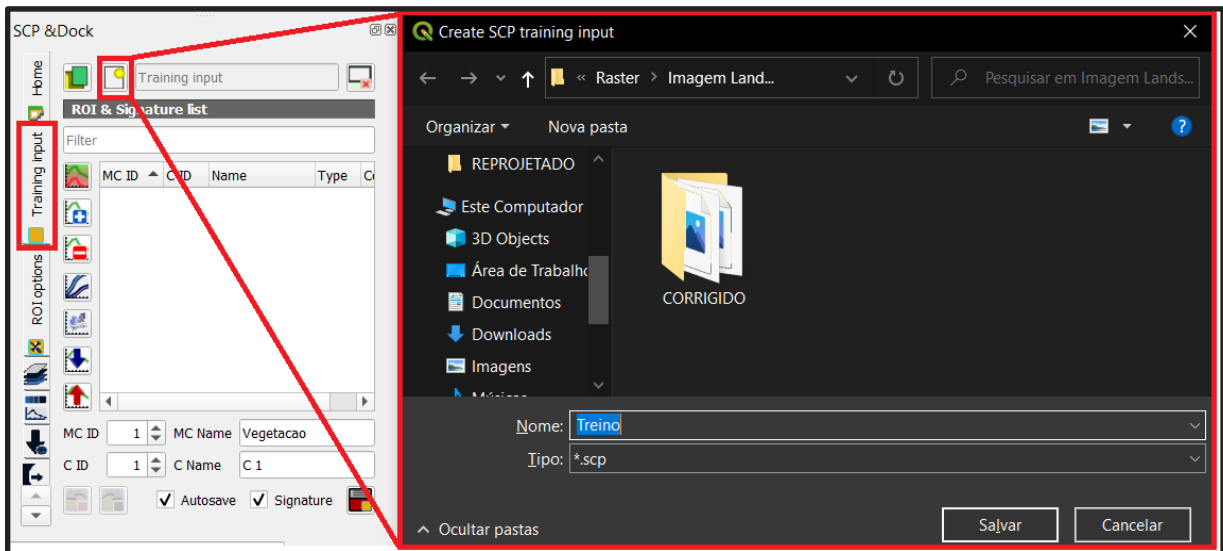 SCP &Dock
Home
Training input
ROI options
Training input
ROI & Signature list
Filter
MC ID C ID Name Type
MC ID 1 MC Name Vegetacao
C ID 1 C Name C 1
Autosave Signature
Create SCP training input
« Raster > Imagem Land...
Pesquisar em Imagem Lands...
Organizar Nova pasta
REPROJETADO
Este Computador
3D Objects
Área de Trabalho
Documentos
Downloads
Imagens
CORRIGIDO
Nome: Treino
Tipo: *.scp
Ocultar pastas
Salvar Cancelar